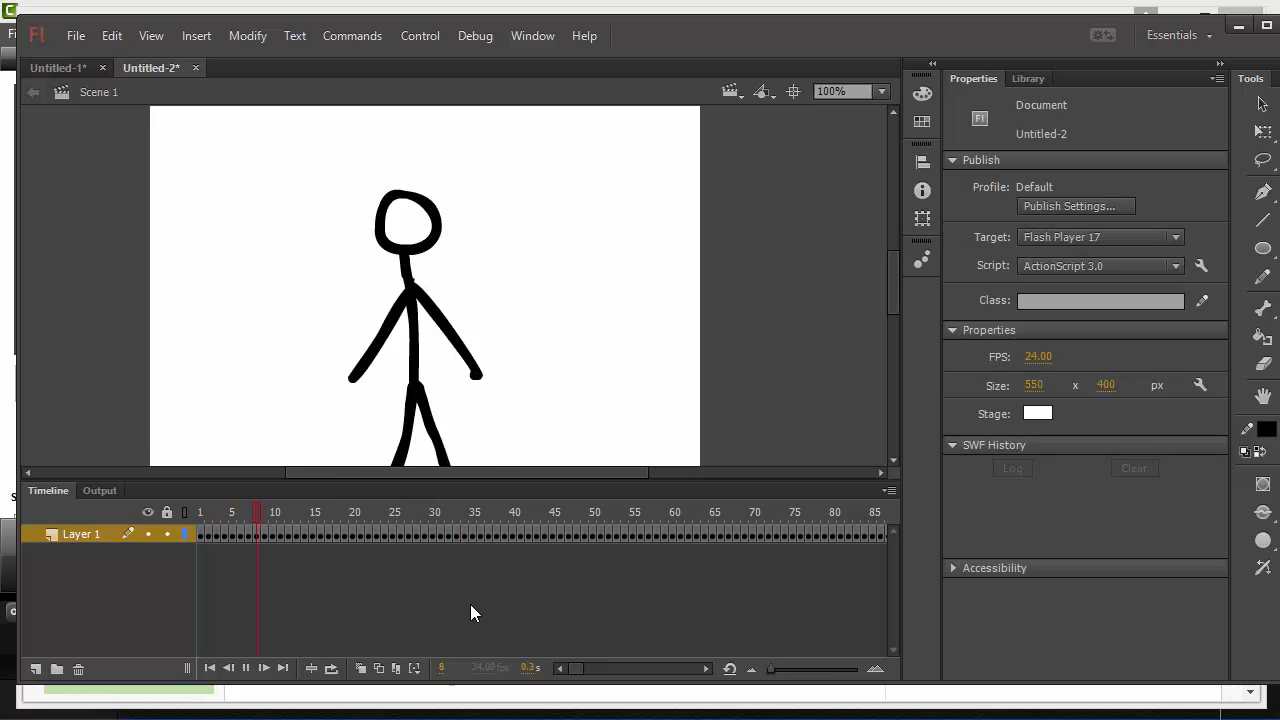 Fl File Edit View Insert Modify Text Commands Control Debug Window Help Essentials
Untitled-1* × Untitled-2* ×
Scene 1 100%
Properties Library Tools
Document
Fl Untitled-2
Publish
Profile: Default
Publish Settings...
Target: Flash Player 17
Script: ActionScript 3.0
Class:
Properties
FPS: 24.00
Size: 550 x 400 px
Stage:
SWF History
Log Clear
Accessibility
Timeline Output
1 5 10 15 20 25 30 35 40 45 50 55 60 65 70 75 80 85
Layer 1
8 24.00 fps 0.3 s